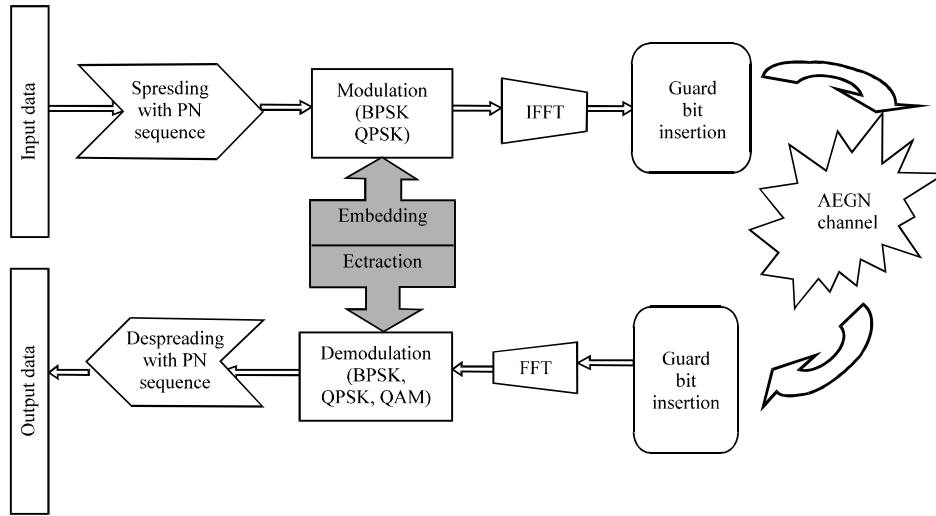 Input data
Spresding
with PN
sequence
Modulation
(BPSK
QPSK)
IFFT
Guard
bit
insertion
AEGN
channel
Embedding
Ectraction
Output data
Despreading
with PN
sequence
Demodulation
(BPSK,
QPSK, QAM)
FFT
Guard
bit
insertion